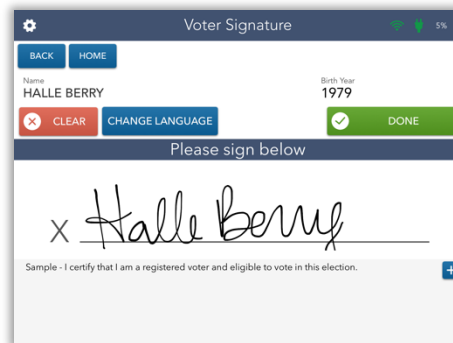 Voter Signature
5%
BACK HOME
Name Birth Year
HALLE BERRY 1979
CLEAR CHANGE LANGUAGE DONE
Please sign below
X Halle Berry
Sample - I certify that I am a registered voter and eligible to vote in this election.
+